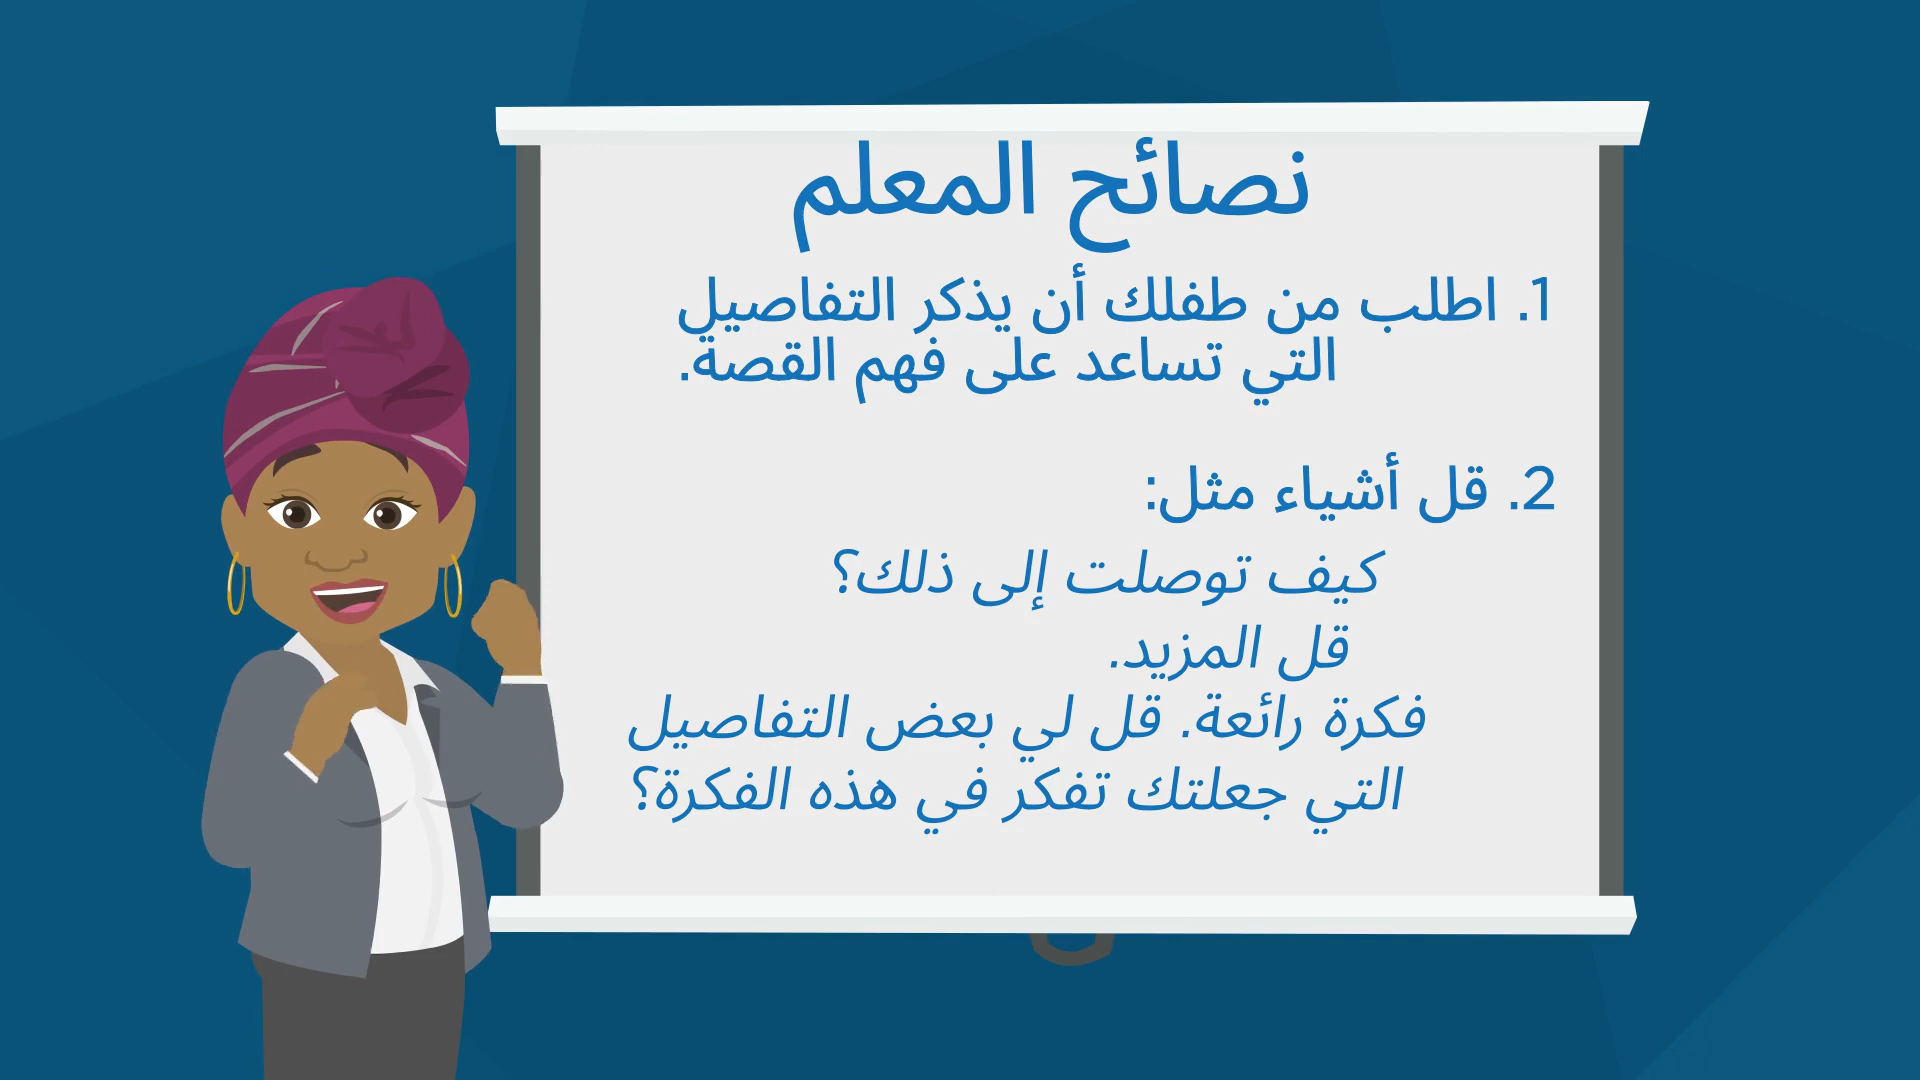 نصائح المعلم
1. اطلب من طفلك أن يذكر التفاصيل
التي تساعد على فهم القصة.
2. قل أشياء مثل:
كيف توصلت إلى ذلك؟
قل المزيد.
فكرة رائعة. قل لي بعض التفاصيل
التي جعلتك تفكر في هذه الفكرة؟